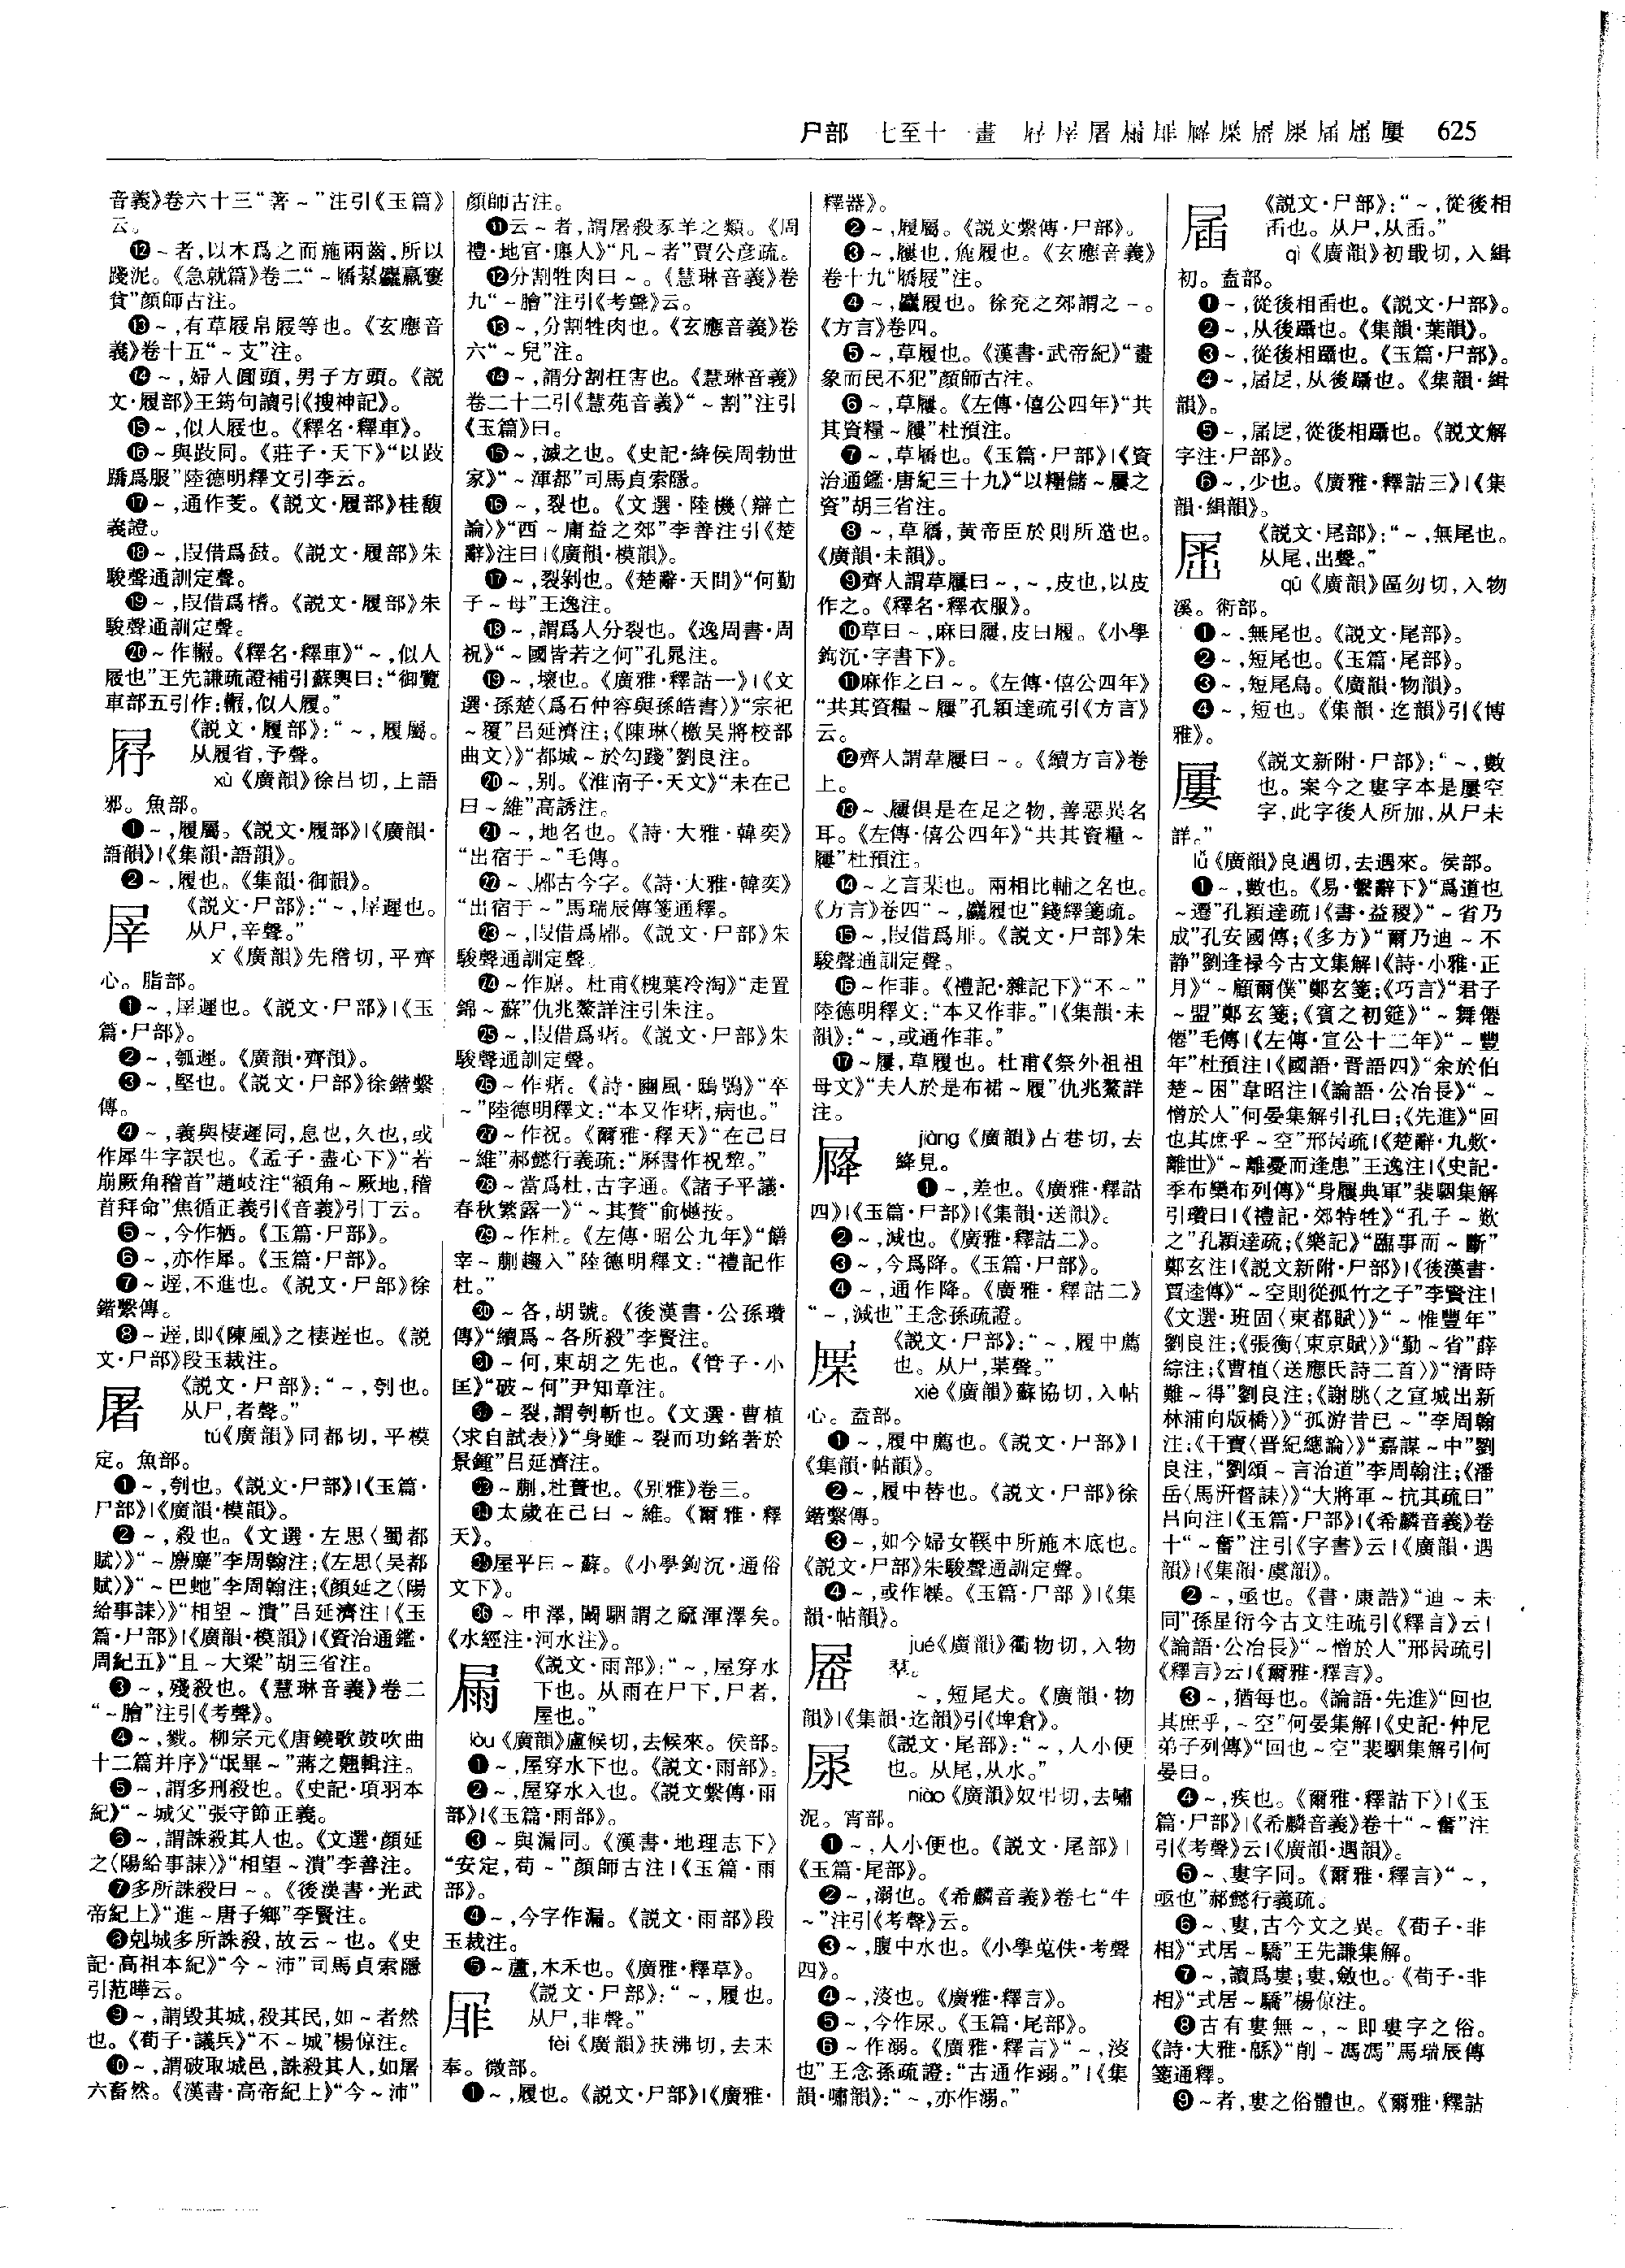 尸部 七至十一畫 625
音義》卷六十三“著～”注引《玉篇》
云。
⓬～者,以木爲之而施兩齒,所以
踐泥。《急就篇》卷二
貧”顔師古注。
⓭～,有草屐帛屐等也。《玄應音
義》卷十五“～支”注。
⓮～,婦人圓頭,男子方頭。《説
文·履部》王筠句讀引《搜神記》。
⓯～,似人屐也。《釋名·釋車》。
⓰～與跂同。《莊子·天下》“以跂
蹻爲服”陸德明釋文引李云。
⓱～,通作芰。《説文·履部》桂馥
義證。
⓲～,叚借爲鼓。《説文·履部》朱
駿聲通訓定聲。
⓳～,叚借爲榰。《説文·履部》朱
駿聲通訓定聲。
⓴～作轐。《釋名·釋車》“～,似人
屐也”王先謙疏證補引蘇輿曰:“御覽
車部五引作:轐,似人屐。”
《説文·履部》:“～,履屬。
从履省,予聲。”
xù《廣韻》徐吕切,上語
邪。魚部。
❶～,履屬。《説文·履部》|《廣韻·
語韻》|《集韻·語韻》。
❷～,履也。《集韻·御韻》。
屖
《説文·尸部》:“～,屖遲也。
从尸,辛聲。”
xī《廣韻》先稽切,平齊
心。脂部。
❶～,屖遲也。《説文·尸部》|《玉
篇·尸部》。
❷～,瓠遲。《廣韻·齊韻》。
❸～,堅也。《説文·尸部》徐鍇繫
傳。
❹～,義與棲遲同,息也,久也,或
作犀牛字誤也。《孟子·盡心下》“若
崩厥角稽首”趙岐注“額角～厥地,稽
首拜命”焦循正義引《音義》引丁云。
❺～,今作栖。《玉篇·尸部》。
❻～,亦作犀。《玉篇·尸部》。
❼～遟,不進也。《説文·尸部》徐
鍇繫傳。
❽～遟,即《陳風》之棲遲也。《説
文·尸部》段玉裁注。
屠
《説文·尸部》:“～,刳也。
从尸,者聲。”
tú《廣韻》同都切,平模
定。魚部。
❶～,刳也。《説文·尸部》|《玉篇·
尸部》|《廣韻·模韻》。
❷～,殺也。《文選·左思〈蜀都
賦〉》“～麖麋”李周翰注;《左思〈吴都
賦〉》“～巴虵”李周翰注;《顔延之〈陽
給事誄〉》“相望～潰”吕延濟注|《玉
篇·尸部》|《廣韻·模韻》|《資治通鑑·
周紀五》“且～大梁”胡三省注。
❸～,殘殺也。《慧琳音義》卷二
“～膾”注引《考聲》。
❹～,戮。柳宗元《唐鐃歌鼓吹曲
十二篇并序》“氓畢～”蔣之翹輯注。
❺～,謂多刑殺也。《史記·項羽本
紀》“～城父”張守節正義。
❻～,謂誅殺其人也。《文選·顔延
之〈陽給事誄〉》“相望～潰”李善注。
❼多所誅殺曰～。《後漢書·光武
帝紀上》“進～唐子鄉”李賢注。
❽剋城多所誅殺,故云～也。《史
記·高祖本紀》“今～沛”司馬貞索隱
引范曄云。
❾～,謂毁其城,殺其民,如～者然
也。《荀子·議兵》“不～城”楊倞注。
❿～,謂破取城邑,誅殺其人,如屠
六畜然。《漢書·高帝紀上》“今～沛”
顔師古注。
⓫云～者,謂屠殺豕羊之類。《周
禮·地官·廛人》“凡～者”賈公彦疏。
⓬分割牲肉曰～。《慧琳音義》卷
九“～膾”注引《考聲》云。
⓭～,分割牲肉也。《玄應音義》卷
六“～兒”注。
⓮～,謂分割枉害也。《慧琳音義》
卷二十二引《慧苑音義》“～割”注引
《玉篇》曰。
⓯～,滅之也。《史記·絳侯周勃世
家》“～渾都”司馬貞索隱。
⓰～,裂也。《文選·陸機〈辯亡
論〉》“西～庸益之郊”李善注引《楚
辭》注曰|《廣韻·模韻》。
⓱～,裂剝也。《楚辭·天問》“何勤
子～母”王逸注。
⓲～,謂爲人分裂也。《逸周書·周
祝》“～國皆若之何”孔晁注。
⓳～,壞也。《廣雅·釋詁一》|《文
選·孫楚〈爲石仲容與孫皓書〉》“宗祀
～覆”吕延濟注;《陳琳〈檄吴將校部
曲文〉》“都城～於勾踐”劉良注。
⓴～,别。《淮南子·天文》“未在己
曰～維”高誘注。
㉑～,地名也。《詩·大雅·韓奕》
“出宿于～”毛傳。
㉒～、鄌古今字。《詩·大雅·韓奕》
“出宿于～”馬瑞辰傳箋通釋。
㉓～,叚借爲鄌。《説文·尸部》朱
駿聲通訓定聲。
㉔～作𤺊。杜甫《槐葉冷淘》“走置
錦～蘇”仇兆鰲詳注引朱注。
㉕～,叚借爲瘏。《説文·尸部》朱
駿聲通訓定聲。
㉖～作瘏。《詩·豳風·鴟鴞》“卒
～”陸德明釋文:“本又作瘏,病也。”
㉗～作祝。《爾雅·釋天》“在己曰
～維”郝懿行義疏:“厤書作祝犂。”
㉘～當爲杜,古字通。《諸子平議·
春秋繁露一》“～其贅”俞樾按。
㉙～作杜。《左傳·昭公九年》“膳
宰～蒯趨入”陸德明釋文:“禮記作
杜。”
㉚～各,胡號。《後漢書·公孫瓚
傳》“續爲～各所殺”李賢注。
㉛～何,東胡之先也。《管子·小
匡》“破～何”尹知章注。
㉜～裂,謂刳斬也。《文選·曹植
〈求自試表〉》“身雖～裂而功銘著於
景鍾”吕延濟注。
㉝～蒯,杜蕢也。《别雅》卷三。
㉞太歲在己曰～維。《爾雅·釋
天》。
㉟屋平曰～蘇。《小學鉤沉·通俗
文下》。
㊱～申澤,闞駰謂之窳渾澤矣。
《水經注·河水注》。
屚
《説文·雨部》:“～,屋穿水
下也。从雨在尸下,尸者,
屋也。”
lòu《廣韻》盧候切,去候來。侯部。
❶～,屋穿水下也。《説文·雨部》。
❷～,屋穿水入也。《説文繫傳·雨
部》|《玉篇·雨部》。
❸～與漏同。《漢書·地理志下》
“安定,苟～”顔師古注|《玉篇·雨
部》。
❹～,今字作漏。《説文·雨部》段
玉裁注。
❺～蘆,木禾也。《廣雅·釋草》。
屝
《説文·尸部》:“～,履也。
从尸,非聲。”
fèi《廣韻》扶沸切,去未
奉。微部。
❶～,履也。《説文·尸部》|《廣雅·
釋器》。
❷～,履屬。《説文繫傳·尸部》。
❸～,屨也,麁履也。《玄應音義》
卷十九“屩屐”注。
❹～,麤履也。徐兖之郊謂之～。
《方言》卷四。
❺～,草履也。《漢書·武帝紀》“畫
象而民不犯”顔師古注。
❻～,草屨。《左傳·僖公四年》“共
其資糧～屨”杜預注。
❼～,草屩也。《玉篇·尸部》|《資
治通鑑·唐紀三十九》“以糧儲～屨之
資”胡三省注。
❽～,草屩,黄帝臣於則所造也。
《廣韻·未韻》。
❾齊人謂草屨曰～,～,皮也,以皮
作之。《釋名·釋衣服》。
❿草曰～,麻曰屨,皮曰履。《小學
鉤沉·字書下》。
⓫麻作之曰～。《左傳·僖公四年》
“共其資糧～屨”孔穎達疏引《方言》
云。
⓬齊人謂韋屨曰～。《續方言》卷
上。
⓭～、屨俱是在足之物,善惡異名
耳。《左傳·僖公四年》“共其資糧～
屨”杜預注。
⓮～之言棐也。兩相比輔之名也。
《方言》卷四“～,麤履也”錢繹箋疏。
⓯～,叚借爲厞。《説文·尸部》朱
駿聲通訓定聲。
⓰～作菲。《禮記·雜記下》“不～”
陸德明釋文:“本又作菲。”|《集韻·未
韻》:“～,或通作菲。”
⓱～屨,草履也。杜甫《祭外祖祖
母文》“夫人於是布裙～履”仇兆鰲詳
注。
jiàng《廣韻》古巷切,去
絳見。
❶～,差也。《廣雅·釋詁
四》|《玉篇·尸部》|《集韻·送韻》。
❷～,減也。《廣雅·釋詁二》。
❸～,今爲降。《玉篇·尸部》。
❹～,通作降。《廣雅·釋詁二》
“～,減也”王念孫疏證。
屟
《説文·尸部》:“～,履中薦
也。从尸,枼聲。”
xiè《廣韻》蘇協切,入帖
心。盍部。
❶～,履中薦也。《説文·尸部》|
《集韻·帖韻》。
❷～,履中替也。《説文·尸部》徐
鍇繫傳。
❸～,如今婦女鞵中所施木底也。
《説文·尸部》朱駿聲通訓定聲。
❹～,或作屧。《玉篇·尸部》|《集
韻·帖韻》。
jué《廣韻》衢物切,入物
羣。
～,短尾犬。《廣韻·物
韻》|《集韻·迄韻》引《埤倉》。
《説文·尾部》:“～,人小便
也。从尾,从水。”
niào《廣韻》奴弔切,去嘯
泥。宵部。
❶～,人小便也。《説文·尾部》|
《玉篇·尾部》。
❷～,溺也。《希麟音義》卷七“牛
～”注引《考聲》云。
❸～,腹中水也。《小學蒐佚·考聲
四》。
❹～,㳸也。《廣雅·釋言》。
❺～,今作尿。《玉篇·尾部》。
❻～作溺。《廣雅·釋言》“～,㳸
也”王念孫疏證:“古通作溺。”|《集
韻·嘯韻》:“～,亦作溺。”
届
《説文·尸部》:“～,從後相
臿也。从尸,从臿。”
qì《廣韻》初戢切,入緝
初。盍部。
❶～,從後相臿也。《説文·尸部》。
❷～,从後躡也。《集韻·葉韻》。
❸～,從後相躡也。《玉篇·尸部》。
❹～,𡲰𡰢,从後躡也。《集韻·緝
韻》。
❺～,𡲰𡰢,從後相躡也。《説文解
字注·尸部》。
❻～,少也。《廣雅·釋詁三》|《集
韻·緝韻》。
《説文·尾部》:“～,無尾也。
从尾,出聲。”
qū《廣韻》區勿切,入物
溪。術部。
❶～,無尾也。《説文·尾部》。
❷～,短尾也。《玉篇·尾部》。
❸～,短尾鳥。《廣韻·物韻》。
❹～,短也。《集韻·迄韻》引《博
雅》。
屢
《説文新附·尸部》:“～,數
也。案今之婁字本是屢空
字,此字後人所加,从尸未
詳。”
lǚ《廣韻》良遇切,去遇來。侯部。
❶～,數也。《易·繫辭下》“爲道也
～遷”孔穎達疏|《書·益稷》“～省乃
成”孔安國傳;《多方》“爾乃迪～不
静”劉逢禄今古文集解|《詩·小雅·正
月》“～顧爾僕”鄭玄箋;《巧言》“君子
～盟”鄭玄箋;《賓之初筵》“～舞僊
僊”毛傳|《左傳·宣公十二年》“～豐
年”杜預注|《國語·晋語四》“余於伯
楚～困”韋昭注|《論語·公冶長》“～
憎於人”何晏集解引孔曰;《先進》“回
也其庶乎～空”邢昺疏|《楚辭·九歎·
離世》“～離憂而逢患”王逸注|《史記·
季布欒布列傳》“身屨典軍”裴駰集解
引瓚曰|《禮記·郊特牲》“孔子～歎
之”孔穎達疏;《樂記》“臨事而～斷”
鄭玄注|《説文新附·尸部》|《後漢書·
賈逵傳》“～空則從孤竹之子”李賢注|
《文選·班固〈東都賦〉》“～惟豐年”
劉良注;《張衡〈東京賦〉》“勤～省”薛
綜注;《曹植〈送應氏詩二首〉》“清時
難～得”劉良注;《謝朓〈之宣城出新
林浦向版橋〉》“孤游昔已～”李周翰
注;《干寶〈晋紀總論〉》“嘉謀～中”劉
良注,“劉頌～言治道”李周翰注;《潘
岳〈馬汧督誄〉》“大將軍～抗其疏曰”
吕向注|《玉篇·尸部》|《希麟音義》卷
十“～奮”注引《字書》云|《廣韻·遇
韻》|《集韻·虞韻》。
❷～,亟也。《書·康誥》“迪～未
同”孫星衍今古文注疏引《釋言》云|
《論語·公冶長》“～憎於人”邢昺疏引
《釋言》云|《爾雅·釋言》。
❸～,猶每也。《論語·先進》“回也
其庶乎,～空”何晏集解|《史記·仲尼
弟子列傳》“回也～空”裴駰集解引何
晏曰。
❹～,疾也。《爾雅·釋詁下》|《玉
篇·尸部》|《希麟音義》卷十“～奮”注
引《考聲》云|《廣韻·遇韻》。
❺～、婁字同。《爾雅·釋言》“～,
亟也”郝懿行義疏。
❻～、婁,古今文之異。《荀子·非
相》“式居～驕”王先謙集解。
❼～,讀爲婁;婁,斂也。《荀子·非
相》“式居～驕”楊倞注。
❽古有婁無～,～即婁字之俗。
《詩·大雅·緜》“削～馮馮”馬瑞辰傳
箋通釋。
❾～者,婁之俗體也。《爾雅·釋詁